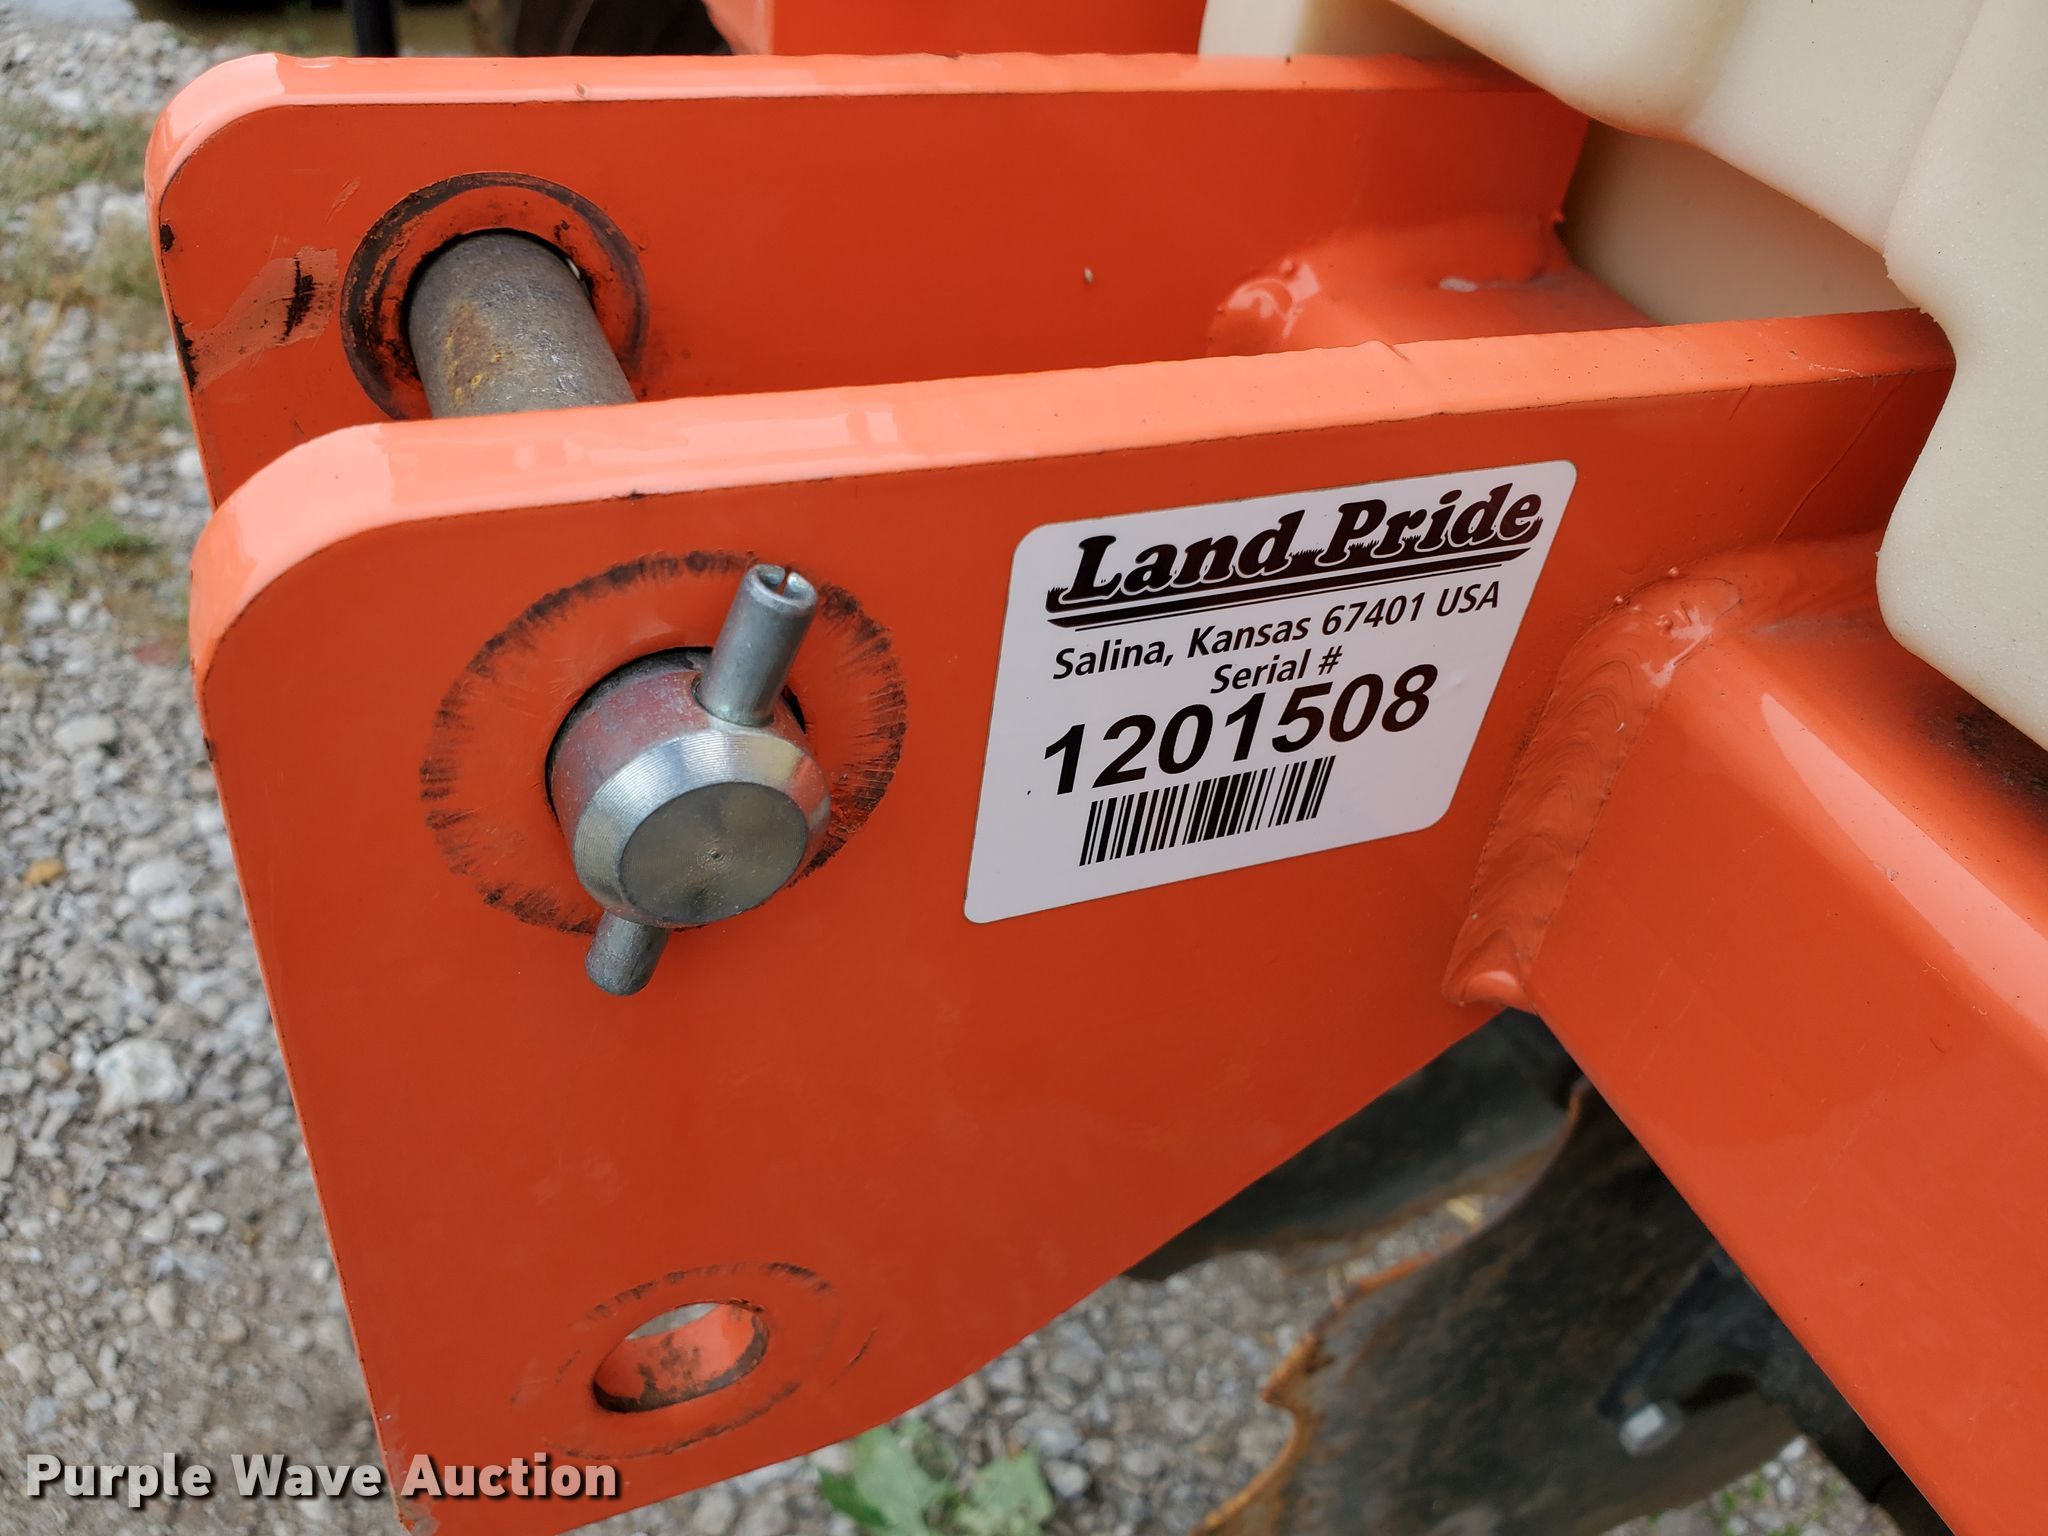 Land Pride
Salina, Kansas 67401 USA
Serial #
1201508
Purple Wave Auction